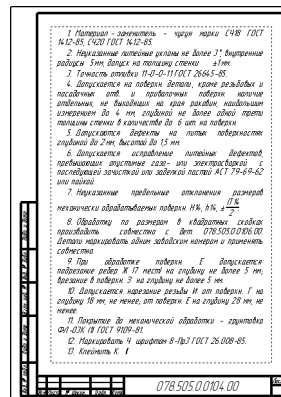 1. Материал - заменитель - чугун марки СЧ18 ГОСТ
1412-85, СЧ20 ГОСТ 1412-85.
2. Неуказанные литейные уклоны не более 3°, внутренние
радиусы 5мм, допуск на толщину стенки
3. Точность отливки 11-0-0-11 ГОСТ 26645-85.
4. Допускается на поверхн. детали, кроме резьбовых и
посадочных отв. и привалочных поверхн. наличие
отдельных, не выходящих на края раковин, наибольшим
измерением до 4 мм, глубиной не более одной трети
толщины стенки в количестве до 6 шт. на поверхн.
5. Допускаются дефекты на литых поверхностях
глубиной до 2 мм, высотой до 1,5 мм.
6. Допускается исправление литейных дефектов,
превышающих допустимые газо- или электросваркой с
последующей зачисткой или заделкой пастой АСТ 79-69-62
или пайкой.
7. Неуказанные предельные отклонения размеров
механически обрабатываемых поверхн. H14, h14, ± IT14/2
8. Обработку по размерам в квадратных скобках
производить совместно с дет. 078.505.0.0106.00.
Детали маркировать одним заводским номером и применять
совместно.
9. При обработке поверхн. Е допускается
подрезание ребер Ж (7 мест) на глубину не более 5 мм,
врезание в поверхн. З на глубину не более 5 мм.
10. Допускается нарезание резьбы И от поверхн. Г на
глубину 18 мм, не менее; от поверхн. Е на глубину 28 мм, не
менее.
11. Покрытие до механической обработки - грунтовка
ФЛ-03К (1) ГОСТ 9109-81.
12. Маркировать 4 шрифтом 8-Пр3 ГОСТ 26.008-85.
13. Клеймить К.
078.505.0.0104.00